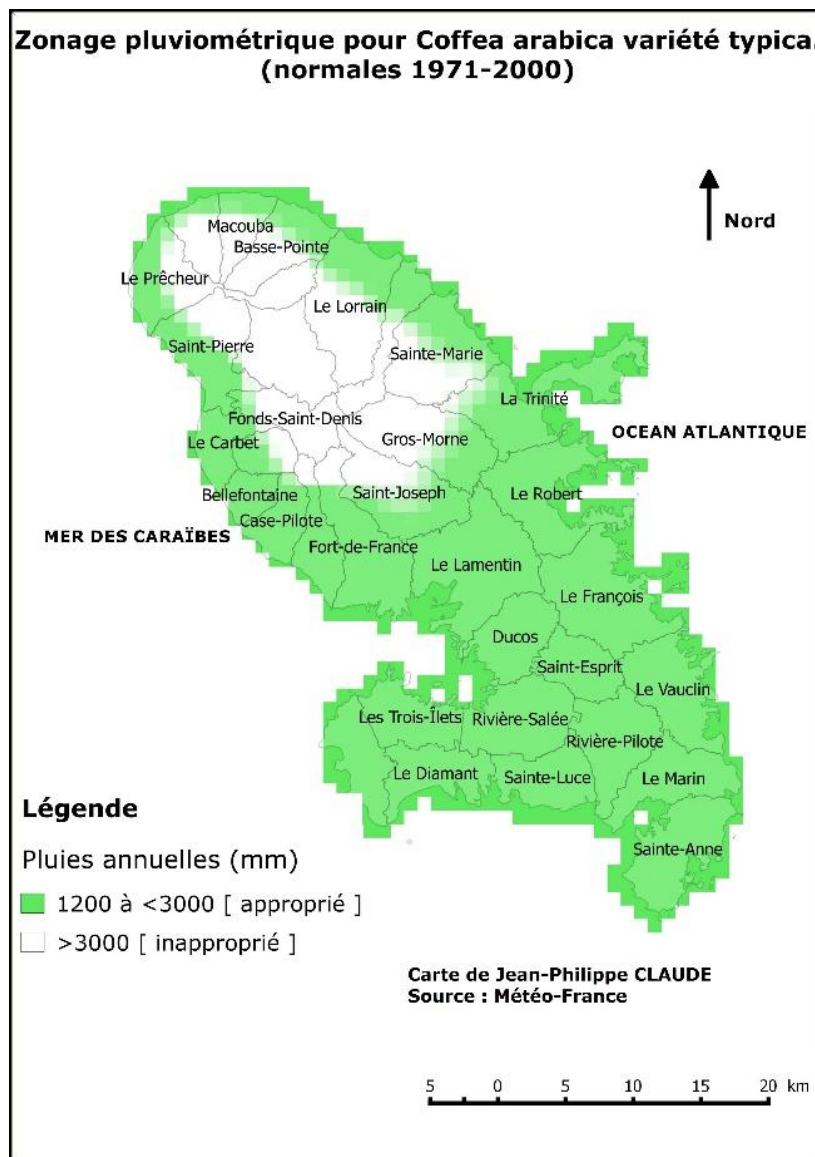 Zonage pluviométrique pour Coffea arabica variété typica.
(normales 1971-2000)
Nord
Macouba
Basse-Pointe
Le Prêcheur
Le Lorrain
Saint-Pierre
Sainte-Marie
La Trinité
Fonds-Saint-Denis
OCEAN ATLANTIQUE
Le Carbet
Gros-Morne
Bellefontaine
Saint-Joseph
Le Robert
Case-Pilote
MER DES CARAÏBES
Fort-de-France
Le Lamentin
Le François
Ducos
Saint-Esprit
Le Vauclin
Les Trois-Îlets
Rivière-Salée
Rivière-Pilote
Le Diamant
Sainte-Luce
Le Marin
Sainte-Anne
Légende
Pluies annuelles (mm)
1200 à <3000 [ approprié ]
>3000 [ inapproprié ]
Carte de Jean-Philippe CLAUDE
Source : Météo-France
5 0 5 10 15 20 km